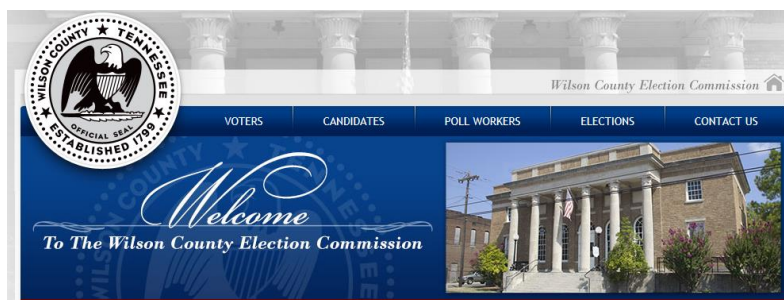 WILSON COUNTY ★ TENNESSEE
OFFICIAL SEAL
ESTABLISHED 1799
Wilson County Election Commission
VOTERS CANDIDATES POLL WORKERS ELECTIONS CONTACT US
Welcome
To The Wilson County Election Commission